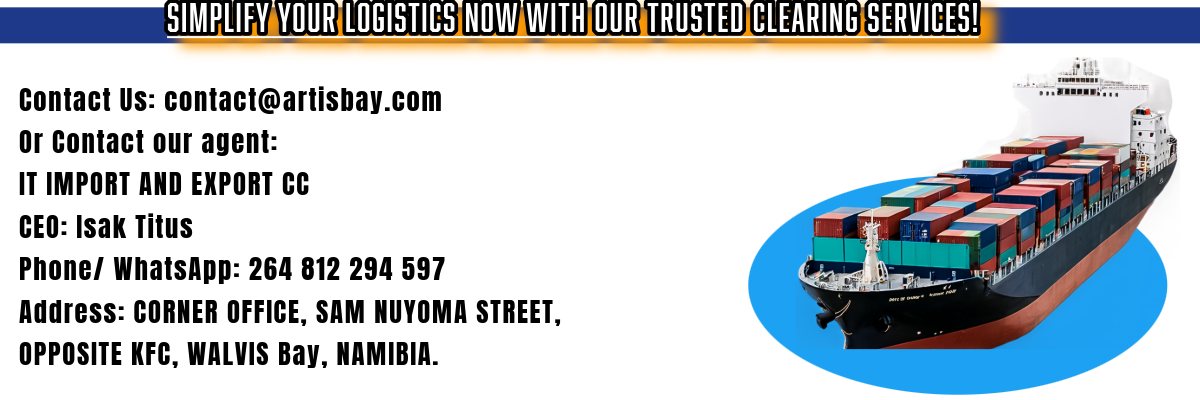 SIMPLIFY YOUR LOGISTICS NOW WITH OUR TRUSTED CLEARING SERVICES!
Contact Us: contact@artisbay.com
Or Contact our agent:
IT IMPORT AND EXPORT CC
CEO: Isak Titus
Phone/ WhatsApp: 264 812 294 597
Address: CORNER OFFICE, SAM NUYOMA STREET,
OPPOSITE KFC, WALVIS Bay, NAMIBIA.